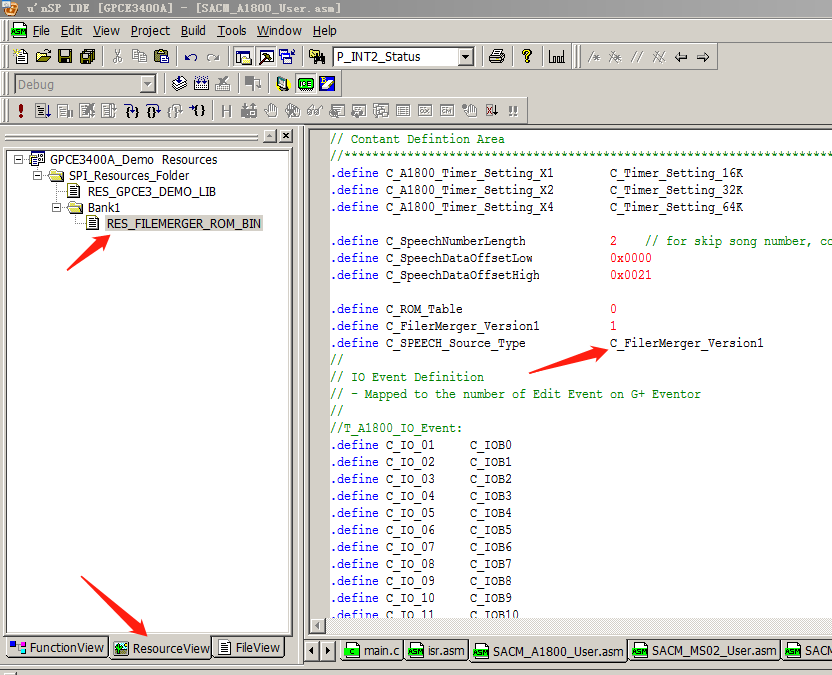 u'nSP IDE [GPCE3400A] - [SACM_A1800_User.asm]
File Edit View Project Build Tools Window Help
P_INT2_Status
Debug
GPCE3400A_Demo Resources
SPI_Resources_Folder
RES_GPCE3_DEMO_LIB
Bank1
RES_FILEMERGER_ROM_BIN
FunctionView ResourceView FileView
// Contant Defintion Area
//**********************************************************************
.define C_A1800_Timer_Setting_X1 C_Timer_Setting_16K
.define C_A1800_Timer_Setting_X2 C_Timer_Setting_32K
.define C_A1800_Timer_Setting_X4 C_Timer_Setting_64K
.define C_SpeechNumberLength 2 // for skip song number, co
.define C_SpeechDataOffsetLow 0x0000
.define C_SpeechDataOffsetHigh 0x0021
.define C_ROM_Table 0
.define C_FilerMerger_Version1 1
.define C_SPEECH_Source_Type C_FilerMerger_Version1
//
// IO Event Definition
// - Mapped to the number of Edit Event on G+ Eventor
//
//T_A1800_IO_Event:
.define C_IO_01 C_IOB0
.define C_IO_02 C_IOB1
.define C_IO_03 C_IOB2
.define C_IO_04 C_IOB3
.define C_IO_05 C_IOB4
.define C_IO_06 C_IOB5
.define C_IO_07 C_IOB6
.define C_IO_08 C_IOB7
.define C_IO_09 C_IOB8
.define C_IO_10 C_IOB9
.define C_IO_11 C_IOB10
main.c isr.asm SACM_A1800_User.asm SACM_MS02_User.asm SACM